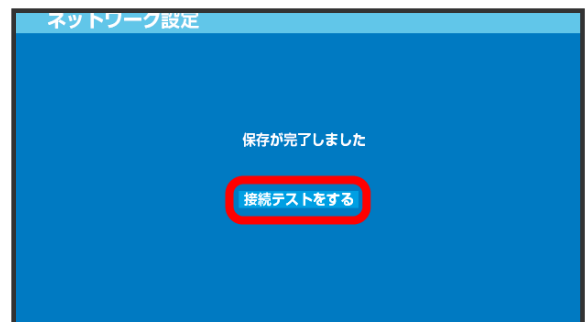 ネットワーク設定
保存が完了しました
接続テストをする